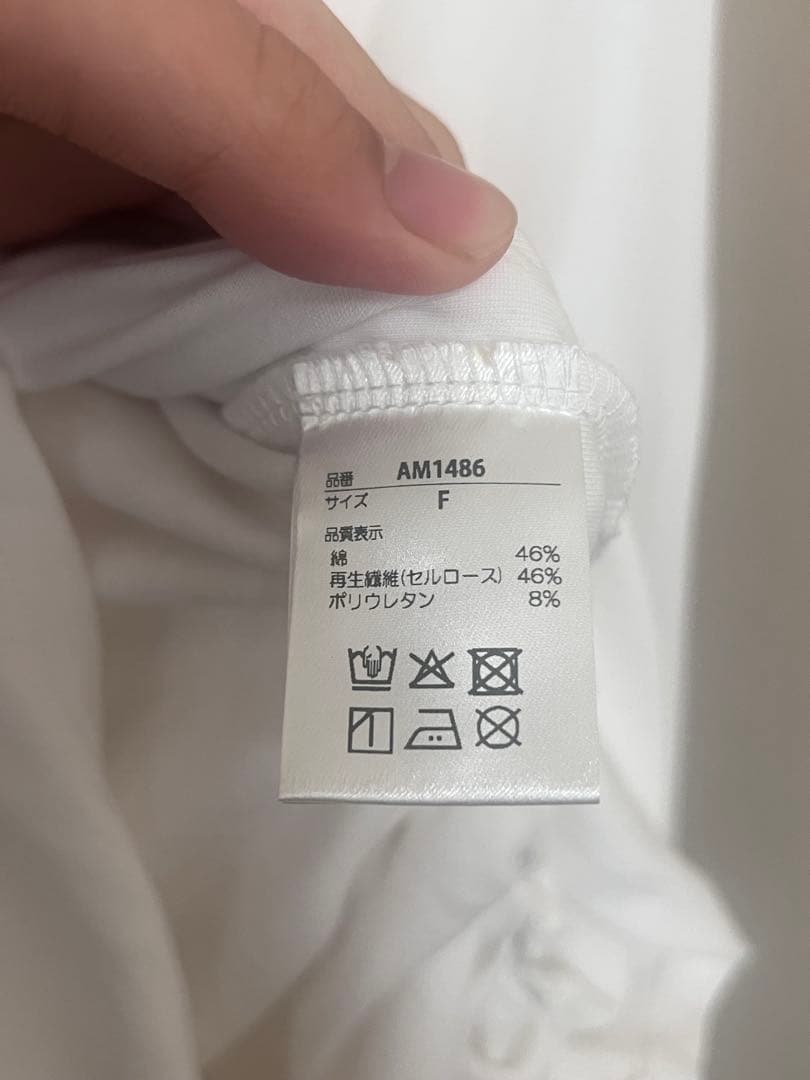 品番 AM1486
サイズ F
品質表示
綿 46%
再生繊維(セルロース) 46%
ポリウレタン 8%